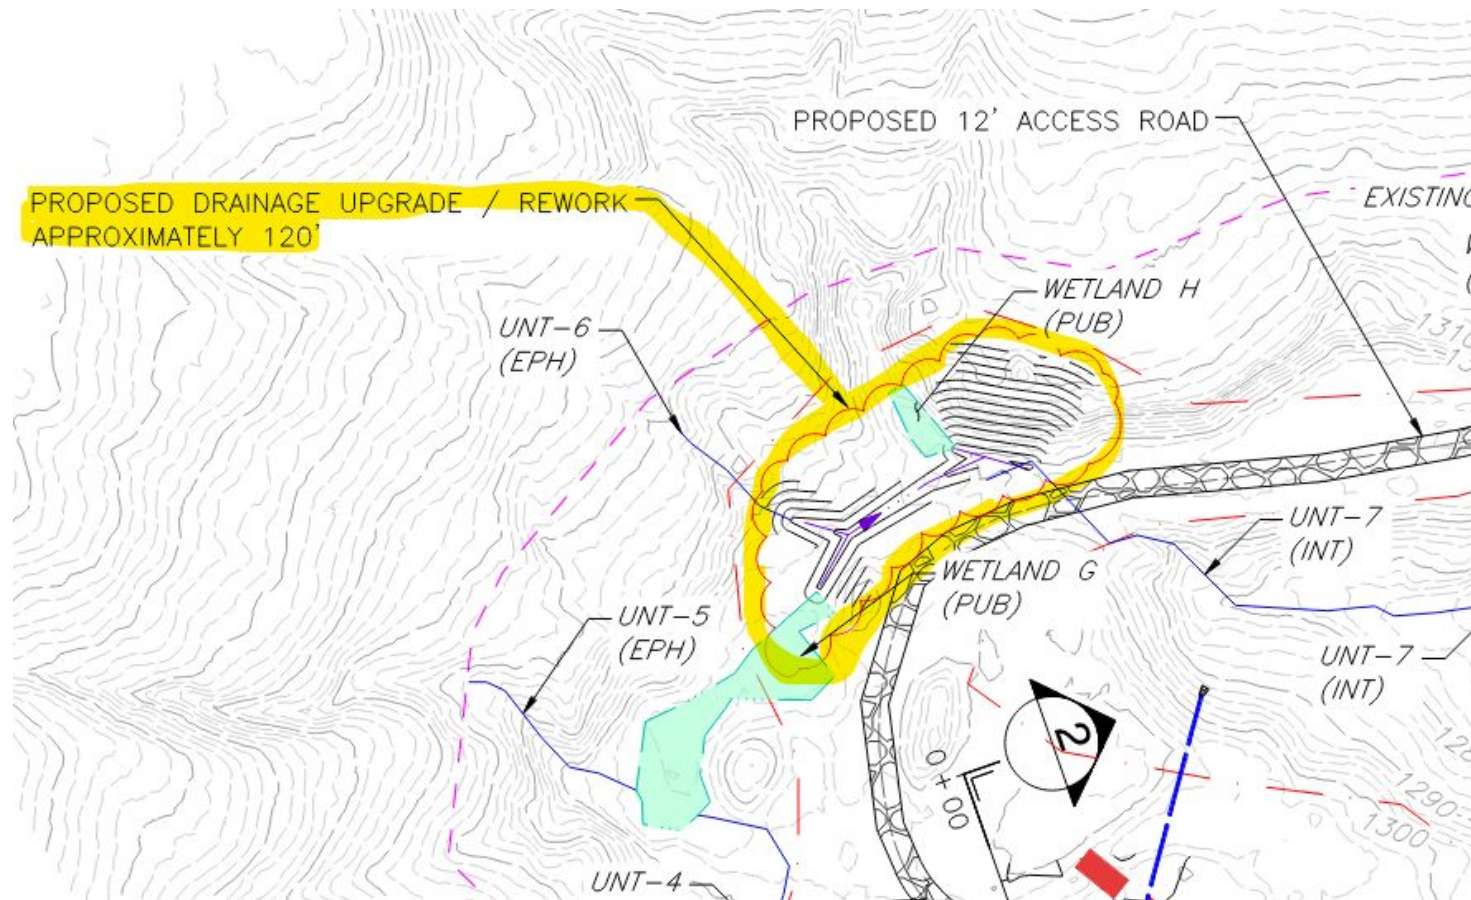 PROPOSED 12' ACCESS ROAD
PROPOSED DRAINAGE UPGRADE / REWORK
APPROXIMATELY 120'
EXISTING
WETLAND H
(PUB)
UNT-6
(EPH)
UNT-7
(INT)
WETLAND G
(PUB)
UNT-5
(EPH)
UNT-7
(INT)
2
0+00
1290
1300
UNT-4